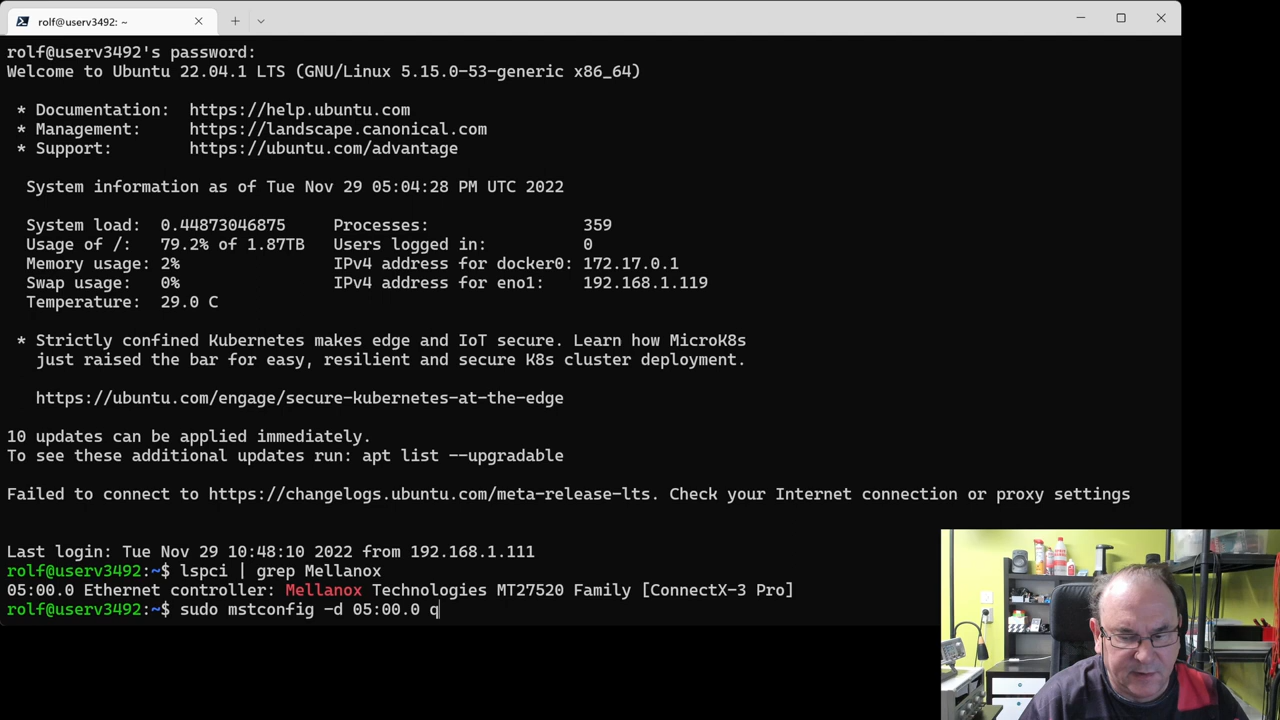 rolf@userv3492: ~
rolf@userv3492's password:
Welcome to Ubuntu 22.04.1 LTS (GNU/Linux 5.15.0-53-generic x86_64)
* Documentation:  https://help.ubuntu.com
* Management:     https://landscape.canonical.com
* Support:        https://ubuntu.com/advantage
System information as of Tue Nov 29 05:04:28 PM UTC 2022
System load:  0.44873046875     Processes:                359
Usage of /:   79.2% of 1.87TB   Users logged in:          0
Memory usage: 2%                IPv4 address for docker0: 172.17.0.1
Swap usage:   0%                IPv4 address for eno1:    192.168.1.119
Temperature:  29.0 C
* Strictly confined Kubernetes makes edge and IoT secure. Learn how MicroK8s
just raised the bar for easy, resilient and secure K8s cluster deployment.
https://ubuntu.com/engage/secure-kubernetes-at-the-edge
10 updates can be applied immediately.
To see these additional updates run: apt list --upgradable
Failed to connect to https://changelogs.ubuntu.com/meta-release-lts. Check your Internet connection or proxy settings
Last login: Tue Nov 29 10:48:10 2022 from 192.168.1.111
rolf@userv3492:~$ lspci | grep Mellanox
05:00.0 Ethernet controller: Mellanox Technologies MT27520 Family [ConnectX-3 Pro]
rolf@userv3492:~$ sudo mstconfig -d 05:00.0 q